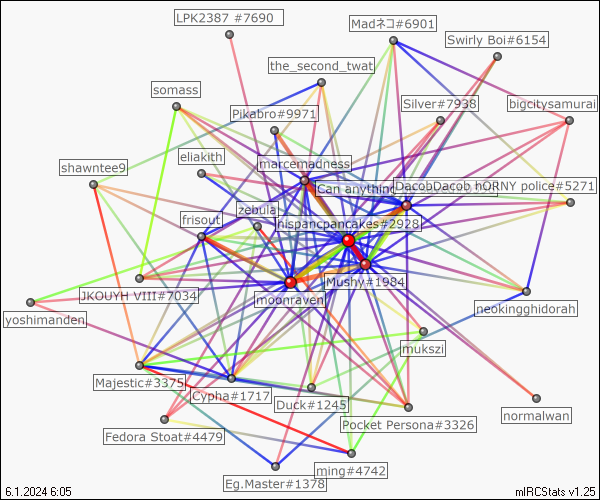 LPK2387 #7690
Madネコ#6901
Swirly Boi#6154
the_second_twat
somass
Silver#7938
bigcitysamurai
Pikabro#9971
eliakith
marcemadness
shawntee9
Can anything
DacobDacob hORNY police#5271
zebula
frisout
hispancpancakes#2928
Mushy#1984
JKOUYH VIII#7034
moonraven
neokingghidorah
yoshimanden
mukszi
Majestic#3375
Cypha#1717
Duck#1245
normalwan
Pocket Persona#3326
Fedora Stoat#4479
ming#4742
Eg.Master#1378
6.1.2024 6:05
mIRCStats v1.25